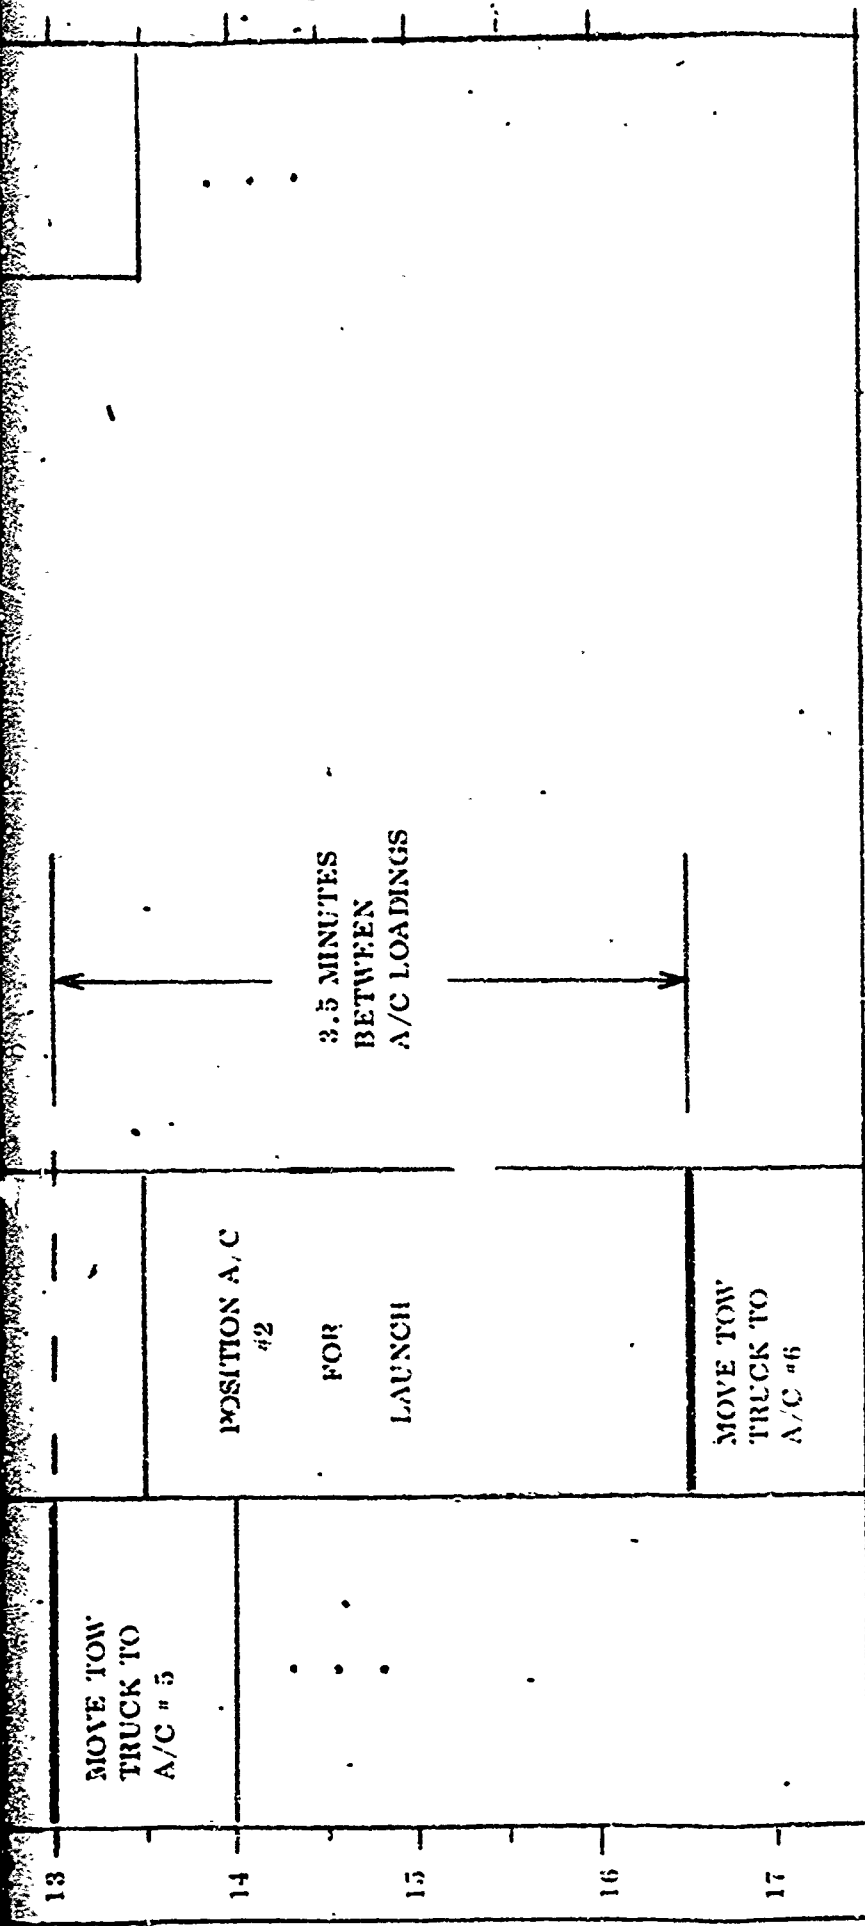 13
14
15
16
17
MOVE TOW
TRUCK TO
A/C # 5
POSITION A/C
#2
FOR
LAUNCH
MOVE TOW
TRUCK TO
A/C #6
3.5 MINUTES
BETWEEN
A/C LOADINGS